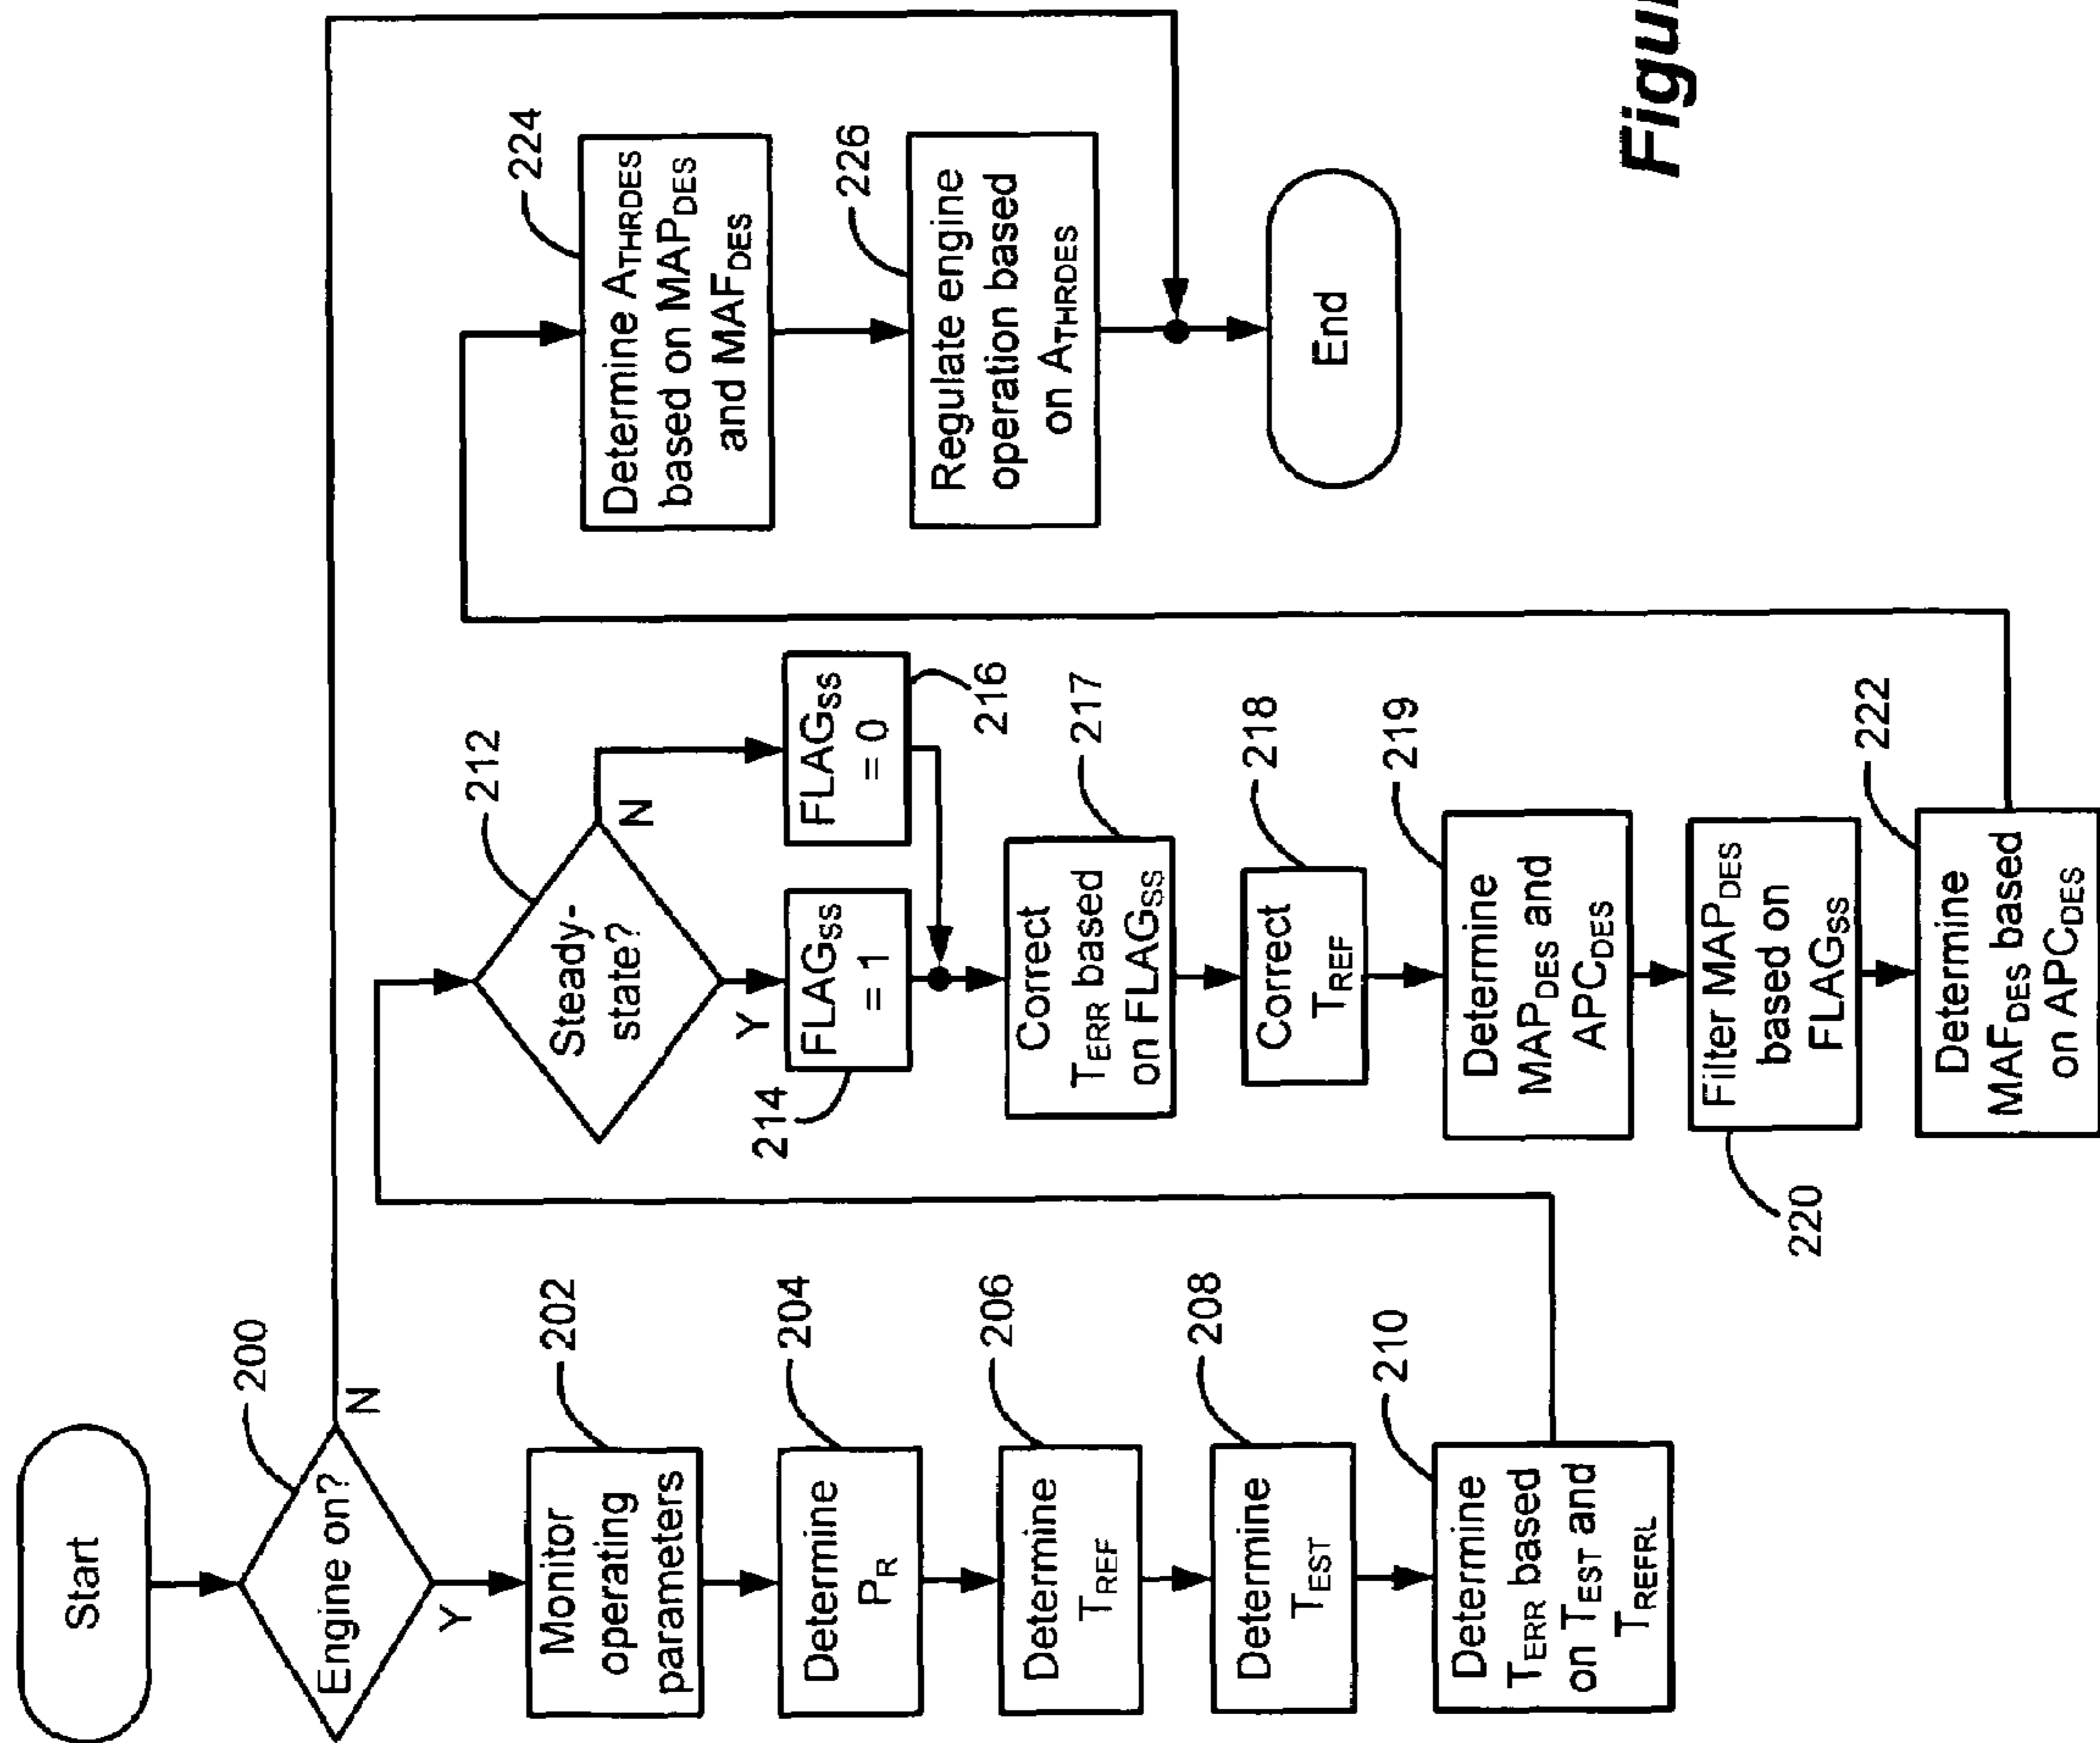 Start
200
Engine on?
N
Y
202
Monitor
operating
parameters
204
Determine
PR
206
Determine
TREF
208
Determine
TEST
210
Determine
TERR based
on TEST and
TREFRL
212
Steady-
state?
N
Y
214
FLAGSS
= 1
FLAGSS
= 0
216
217
Correct
TERR based
on FLAGSS
218
Correct
TREF
219
Determine
MAPDES and
APCDES
220
Filter MAPDES
based on
FLAGSS
222
Determine
MAFDES based
on APCDES
224
Determine ATHRDES
based on MAPDES
and MAFDES
226
Regulate engine
operation based
on ATHRDES
End